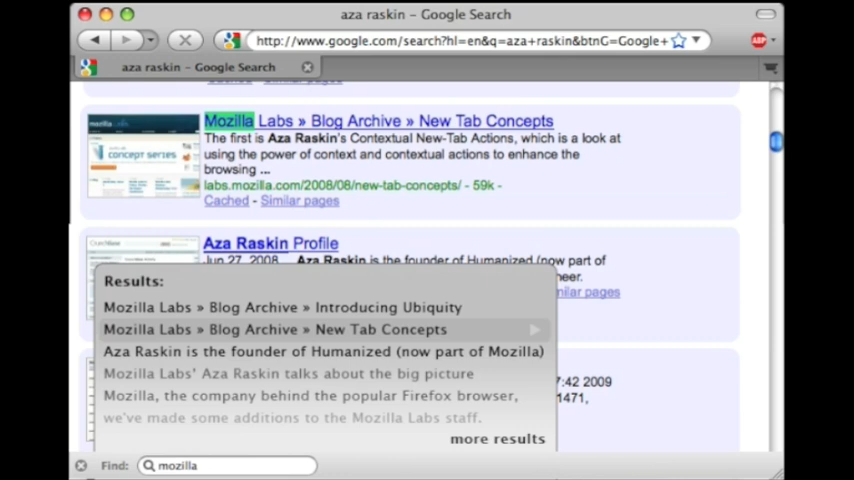 aza raskin – Google Search
http://www.google.com/search?hl=en&q=aza+raskin&btnG=Google+
ABP
aza raskin – Google Search
Cached - Similar pages
Mozilla Labs » Blog Archive » New Tab Concepts
The first is Aza Raskin's Contextual New-Tab Actions, which is a look at
using the power of context and contextual actions to enhance the
browsing ...
labs.mozilla.com/2008/08/new-tab-concepts/ - 59k -
Cached - Similar pages
mozilla
concept series
Aza Raskin Profile
Jun 27, 2008 Aza Raskin is the founder of Humanized (now part of
neer.
milar pages
Results:
Mozilla Labs » Blog Archive » Introducing Ubiquity
Mozilla Labs » Blog Archive » New Tab Concepts
Aza Raskin is the founder of Humanized (now part of Mozilla)
Mozilla Labs' Aza Raskin talks about the big picture
Mozilla, the company behind the popular Firefox browser,
we've made some additions to the Mozilla Labs staff.
more results
7:42 2009
1471,
Find: mozilla